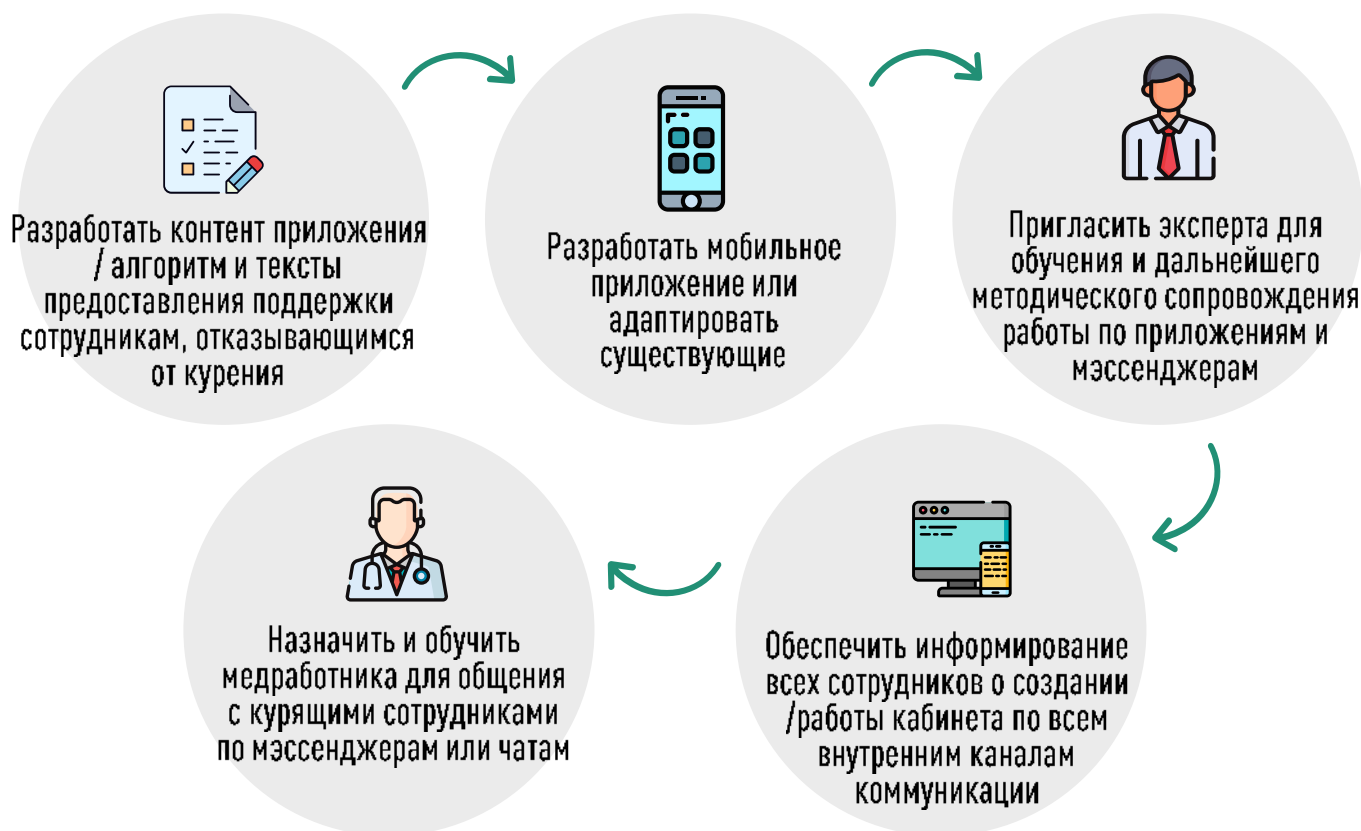 Разработать контент приложения
/ алгоритм и тексты
предоставления поддержки
сотрудникам, отказывающимся
от курения
Разработать мобильное
приложение или
адаптировать
существующие
Пригласить эксперта для
обучения и дальнейшего
методического сопровождения
работы по приложениям и
мэссенджерам
Обеспечить информирование
всех сотрудников о создании
/работы кабинета по всем
внутренним каналам
коммуникации
Назначить и обучить
медработника для общения
с курящими сотрудниками
по мэссенджерам или чатам